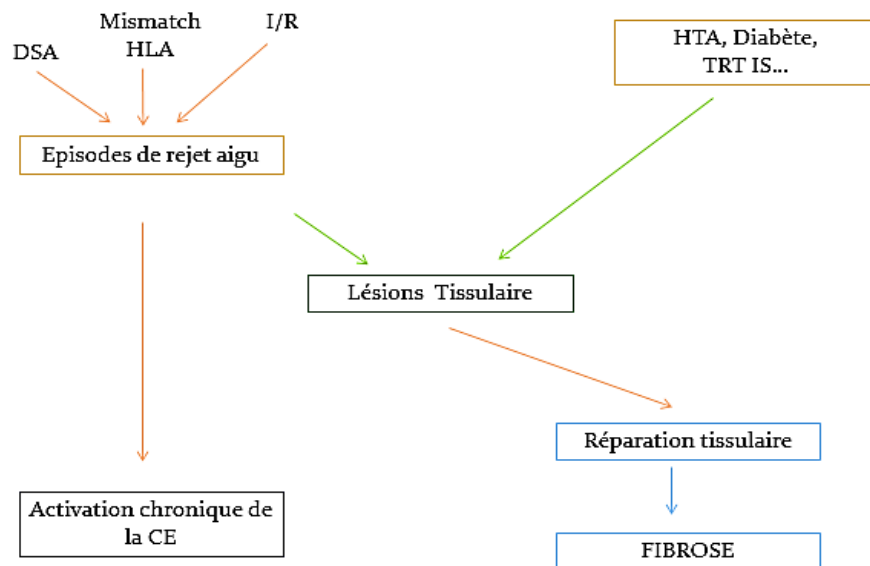 Mismatch
HLA
I/R
DSA
HTA, Diabète,
TRT IS...
Episodes de rejet aigu
Lésions Tissulaire
Réparation tissulaire
Activation chronique de
la CE
FIBROSE